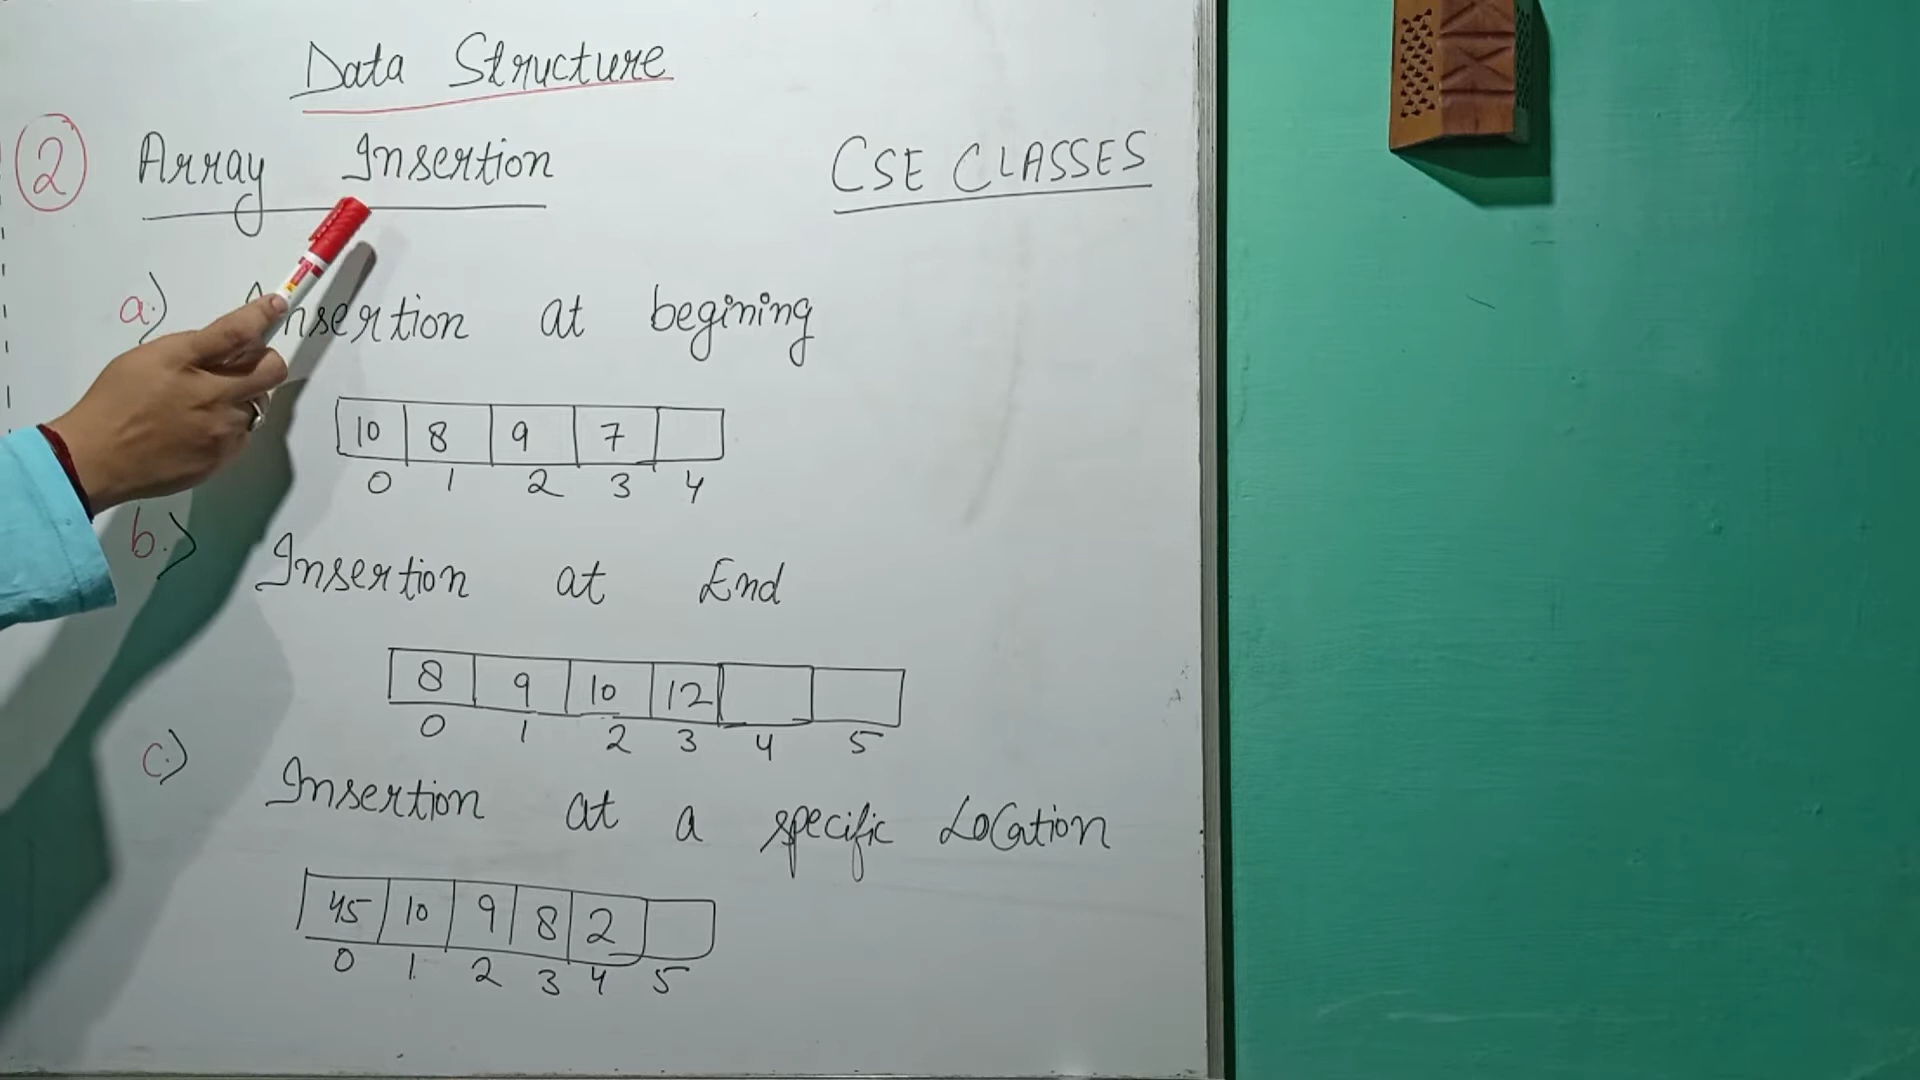 Data Structure
2 Array Insertion CSE CLASSES
a.) Insertion at begining
10 8 9 7
0 1 2 3 4
b.)
Insertion at End
8 9 10 12
0 1 2 3 4 5
c.)
Insertion at a specific Location
45 10 9 8 2
0 1 2 3 4 5